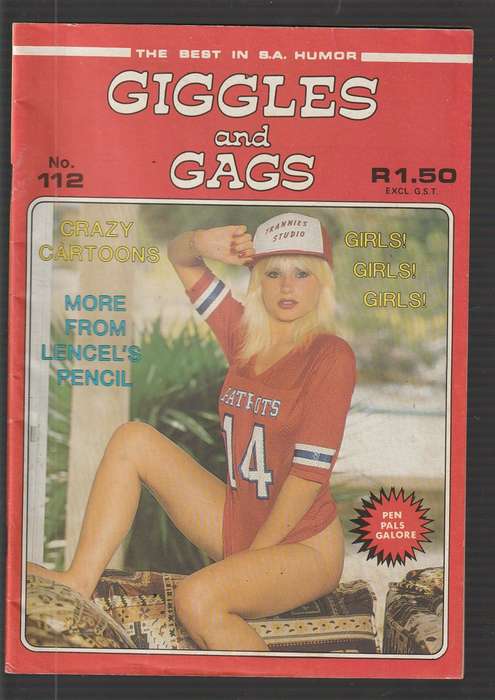 THE BEST IN S.A. HUMOR
GIGGLES
and
GAGS
No.
112
R1.50
EXCL. G.S.T.
CRAZY
CARTOONS
MORE
FROM
LENCEL'S
PENCIL
TRANNIES
STUDIO
GIRLS!
GIRLS!
GIRLS!
PATRIOTS
14
PEN
PALS
GALORE